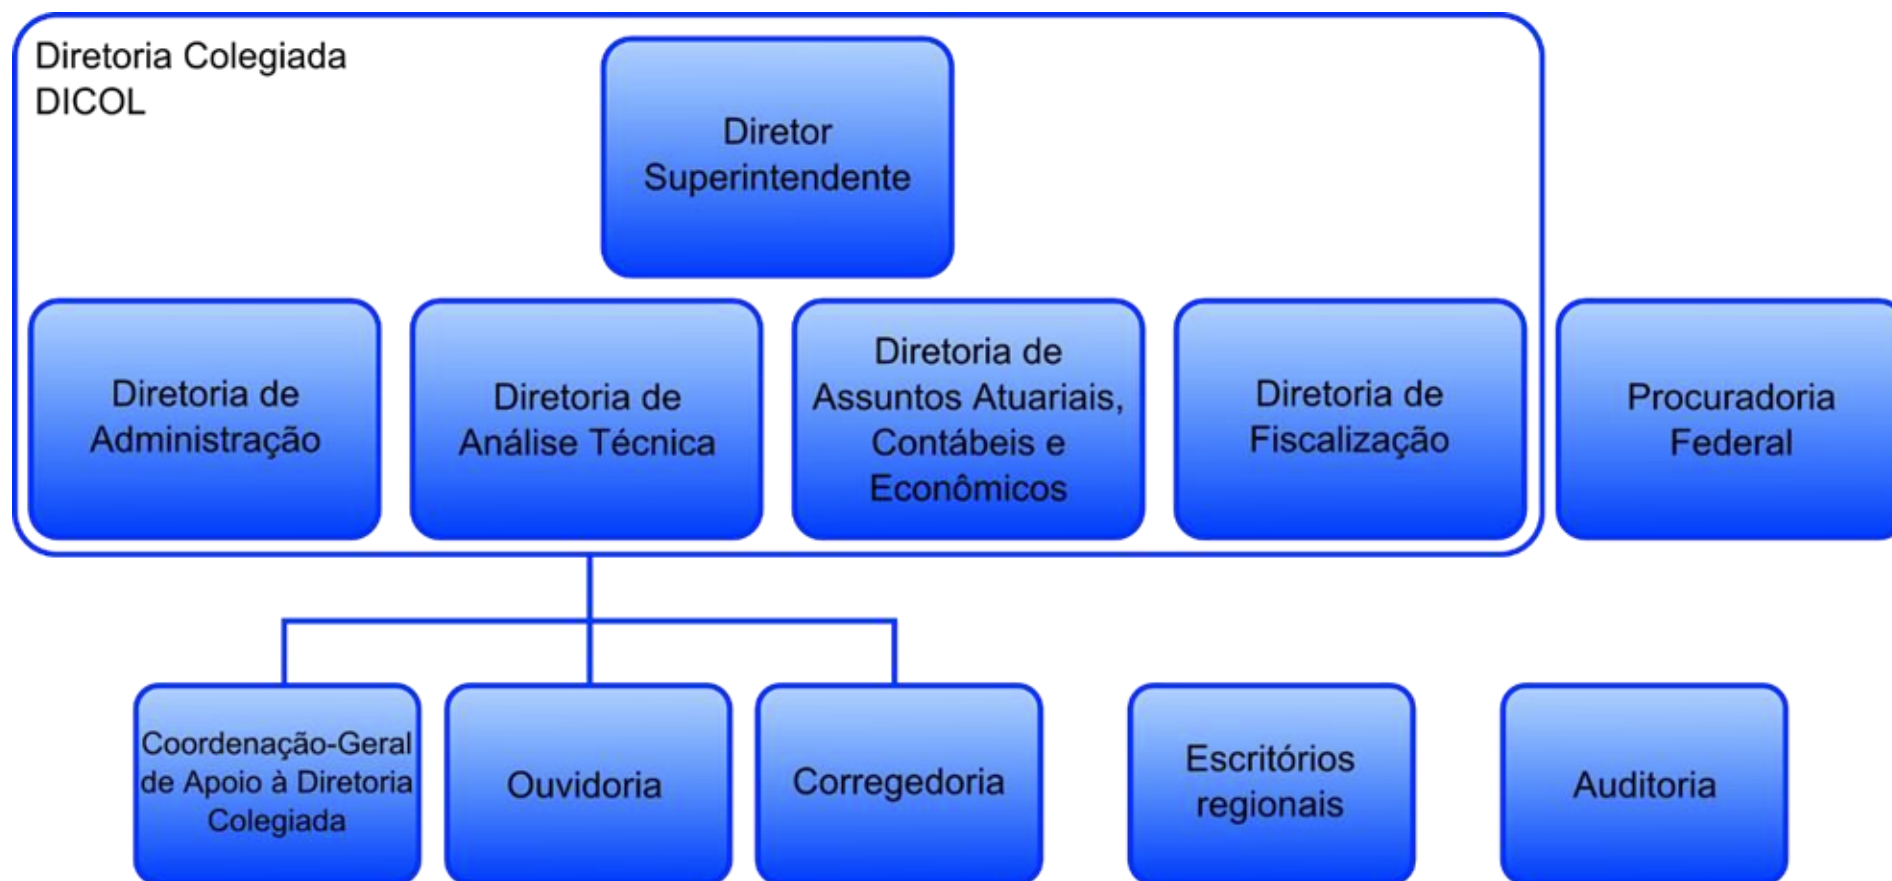 Diretoria Colegiada
DICOL
Diretor
Superintendente
Diretoria de
Administração
Diretoria de
Análise Técnica
Diretoria de
Assuntos Atuariais,
Contábeis e
Econômicos
Diretoria de
Fiscalização
Procuradoria
Federal
Coordenação-Geral
de Apoio à Diretoria
Colegiada
Ouvidoria
Corregedoria
Escritórios
regionais
Auditoria